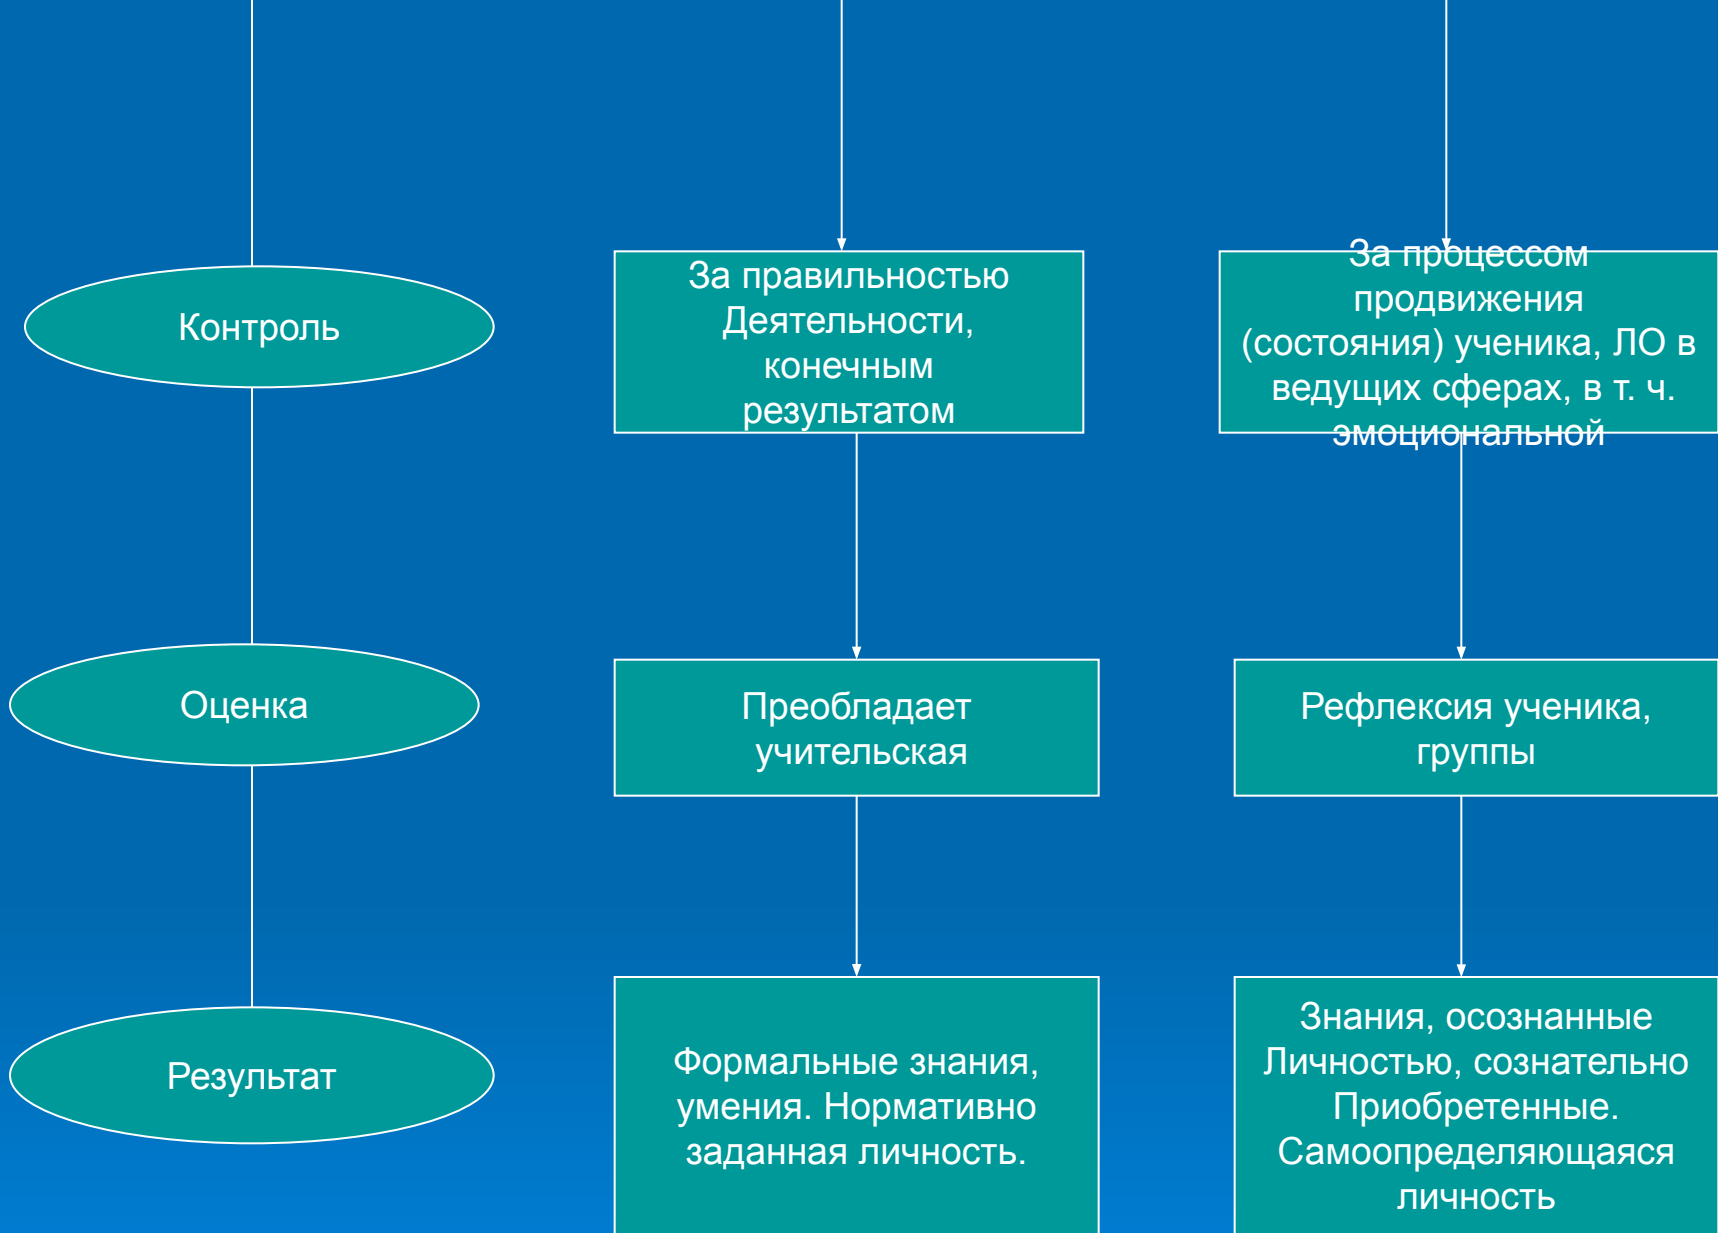 Контроль
За правильностью
Деятельности,
конечным
результатом
За процессом
продвижения
(состояния) ученика, ЛО в
ведущих сферах, в т. ч.
эмоциональной
Оценка
Преобладает
учительская
Рефлексия ученика,
группы
Результат
Формальные знания,
умения. Нормативно
заданная личность.
Знания, осознанные
Личностью, сознательно
Приобретенные.
Самоопределяющаяся
личность